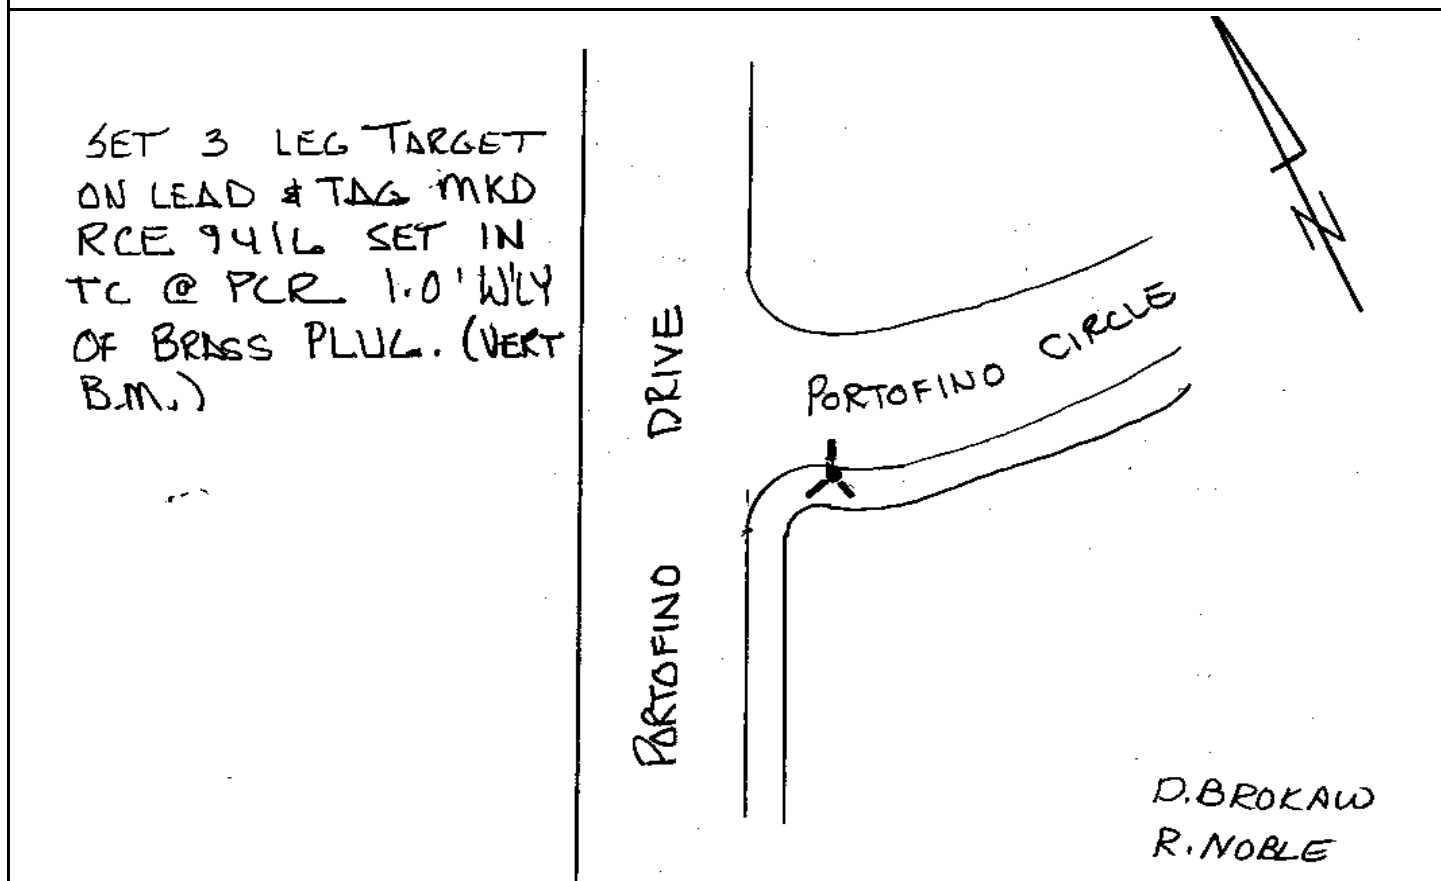 SET 3 LEG TARGET
ON LEAD & TAG MKD
RCE 9416 SET IN
TC @ PCR 1.0' W'LY
OF BRASS PLUG. (VERT
B.M.)
PORTOFINO DRIVE
PORTOFINO CIRCLE
N
D.BROKAW
R.NOBLE